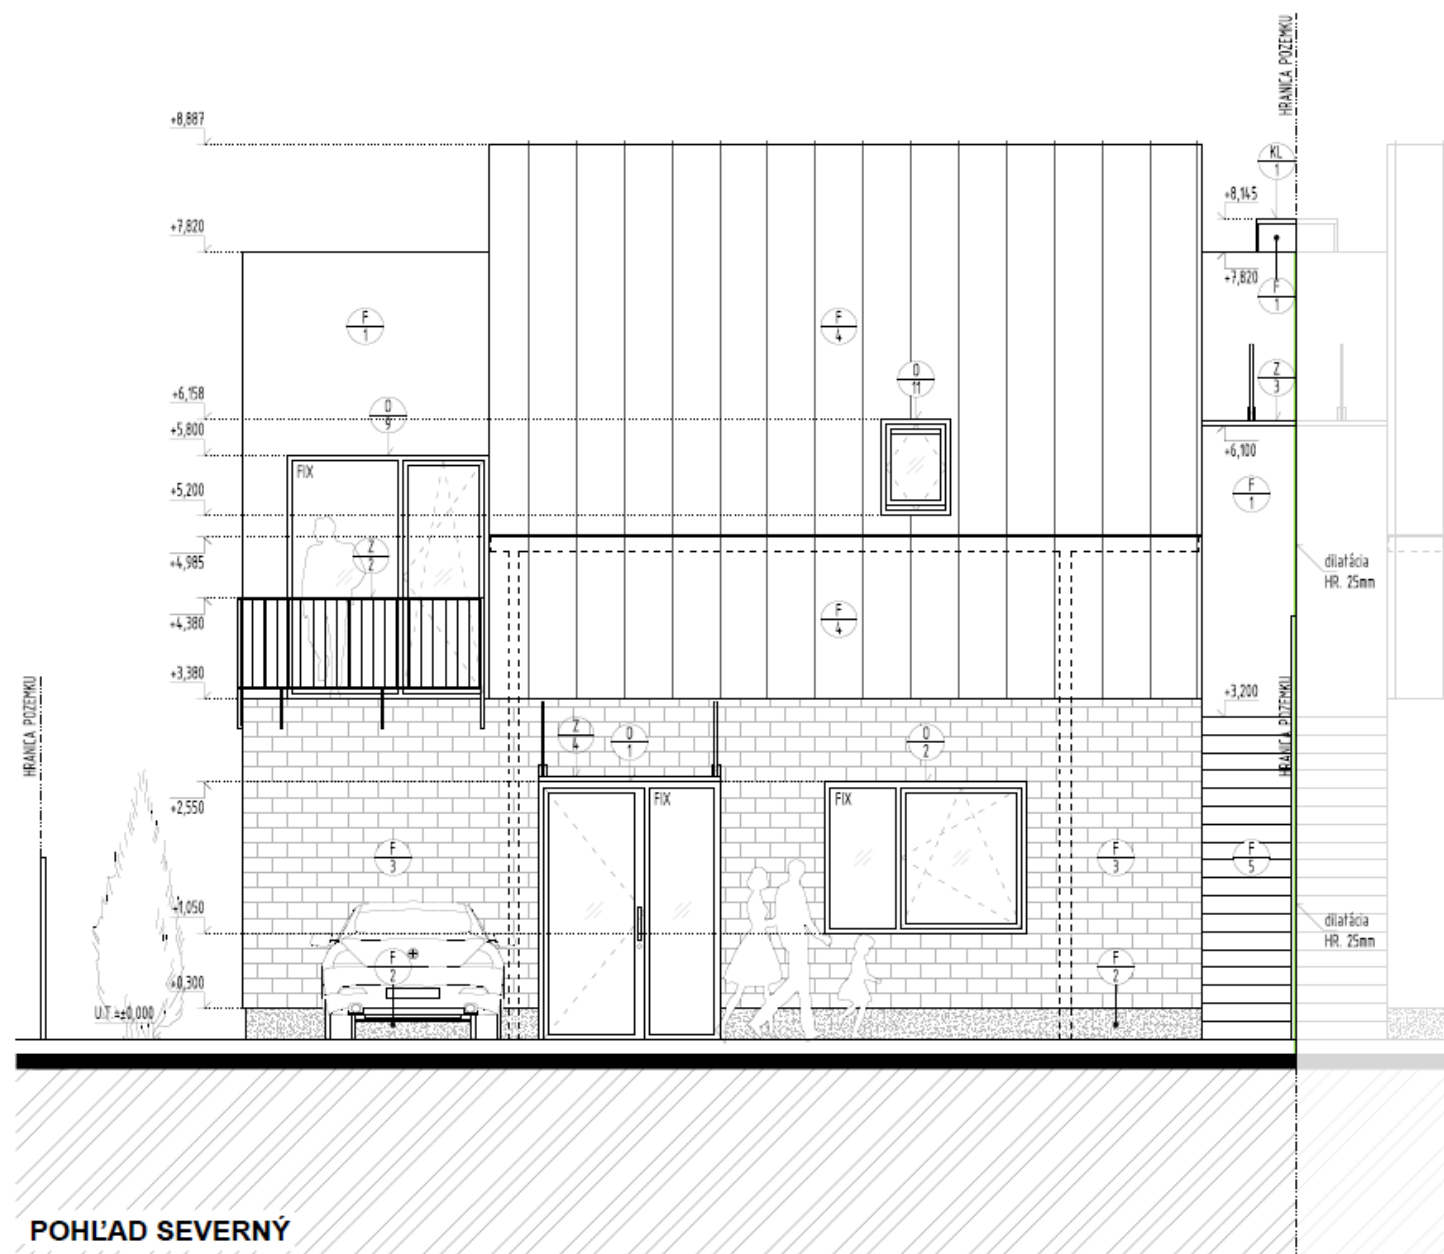 HRANICA POZEMKU
+8,887
KL
1
+8,145
+7,820
+7,820
F
1
F
1
F
4
Z
3
O
11
+6,158
O
9
+5,800
+6,100
FIX
+5,200
F
1
Z
2
+4,985
dilatácia
HR. 25mm
+4,380
F
4
+3,380
HRANICA POZEMKU
+3,200
HRANICA POZEMKU
Z
4
O
1
O
2
+2,550
FIX
FIX
F
3
F
3
F
5
+1,050
dilatácia
HR. 25mm
F
2
F
2
+0,300
U.T.=±0,000
POHĽAD SEVERNÝ